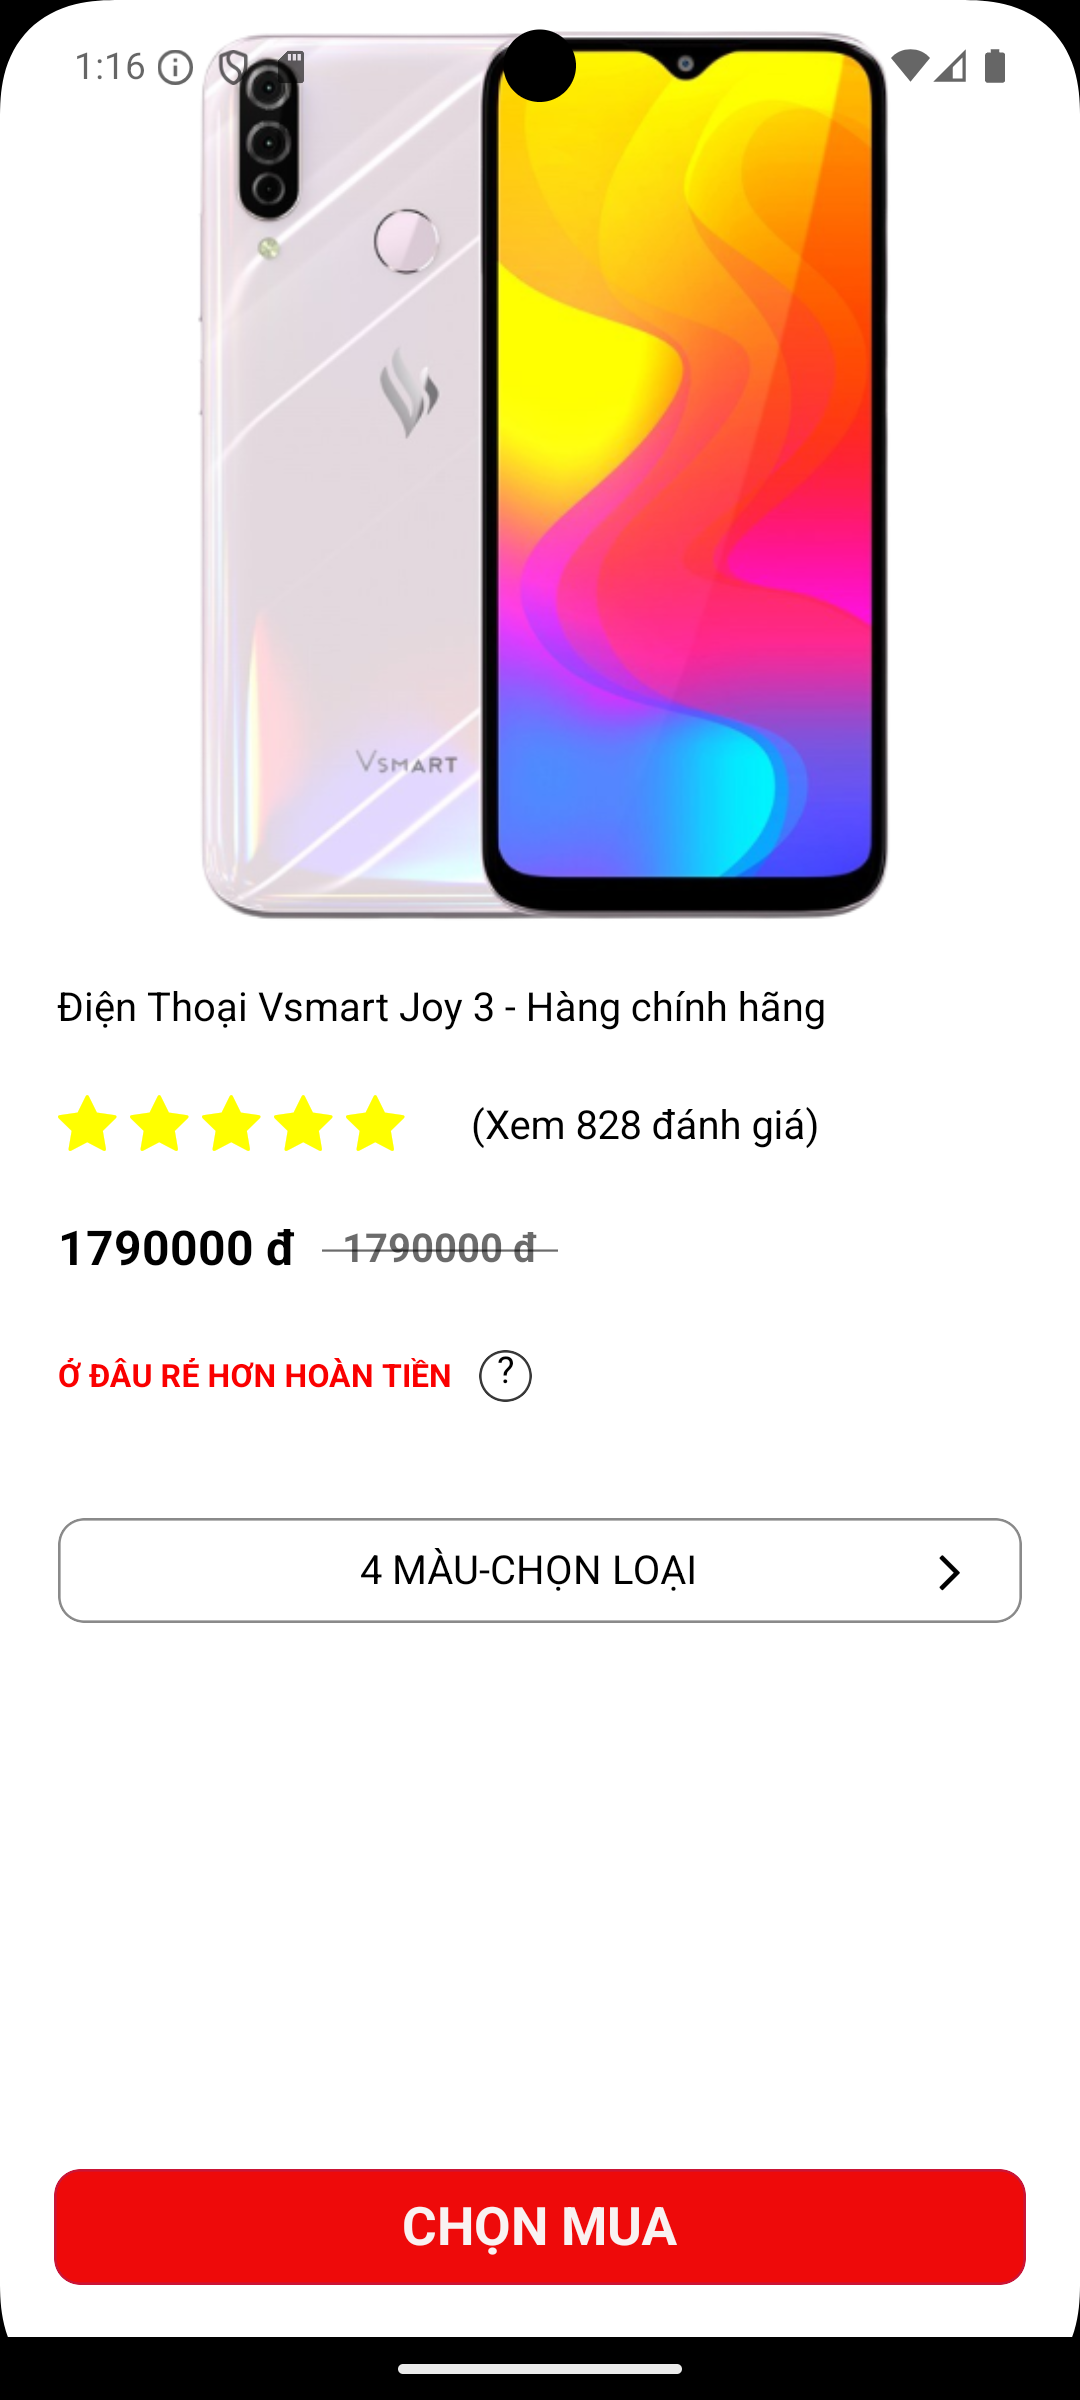 1:16
VSMART
Điện Thoại Vsmart Joy 3 - Hàng chính hãng
(Xem 828 đánh giá)
1790000 đ 1790000 đ
Ở ĐÂU RẺ HƠN HOÀN TIỀN ?
4 MÀU-CHỌN LOẠI
CHỌN MUA